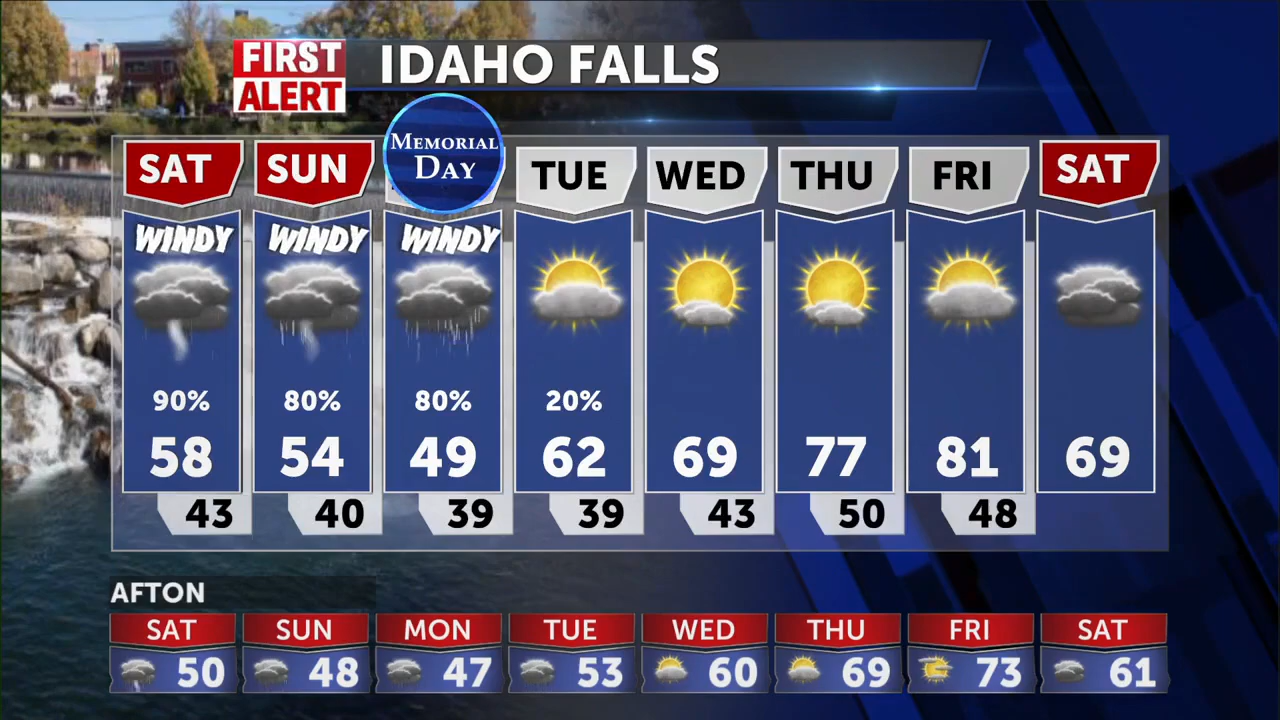 FIRST
ALERT
IDAHO FALLS
SAT SUN MEMORIAL DAY TUE WED THU FRI SAT
WINDY WINDY WINDY
90% 80% 80% 20%
58 54 49 62 69 77 81 69
43 40 39 39 43 50 48
AFTON
SAT SUN MON TUE WED THU FRI SAT
50 48 47 53 60 69 73 61